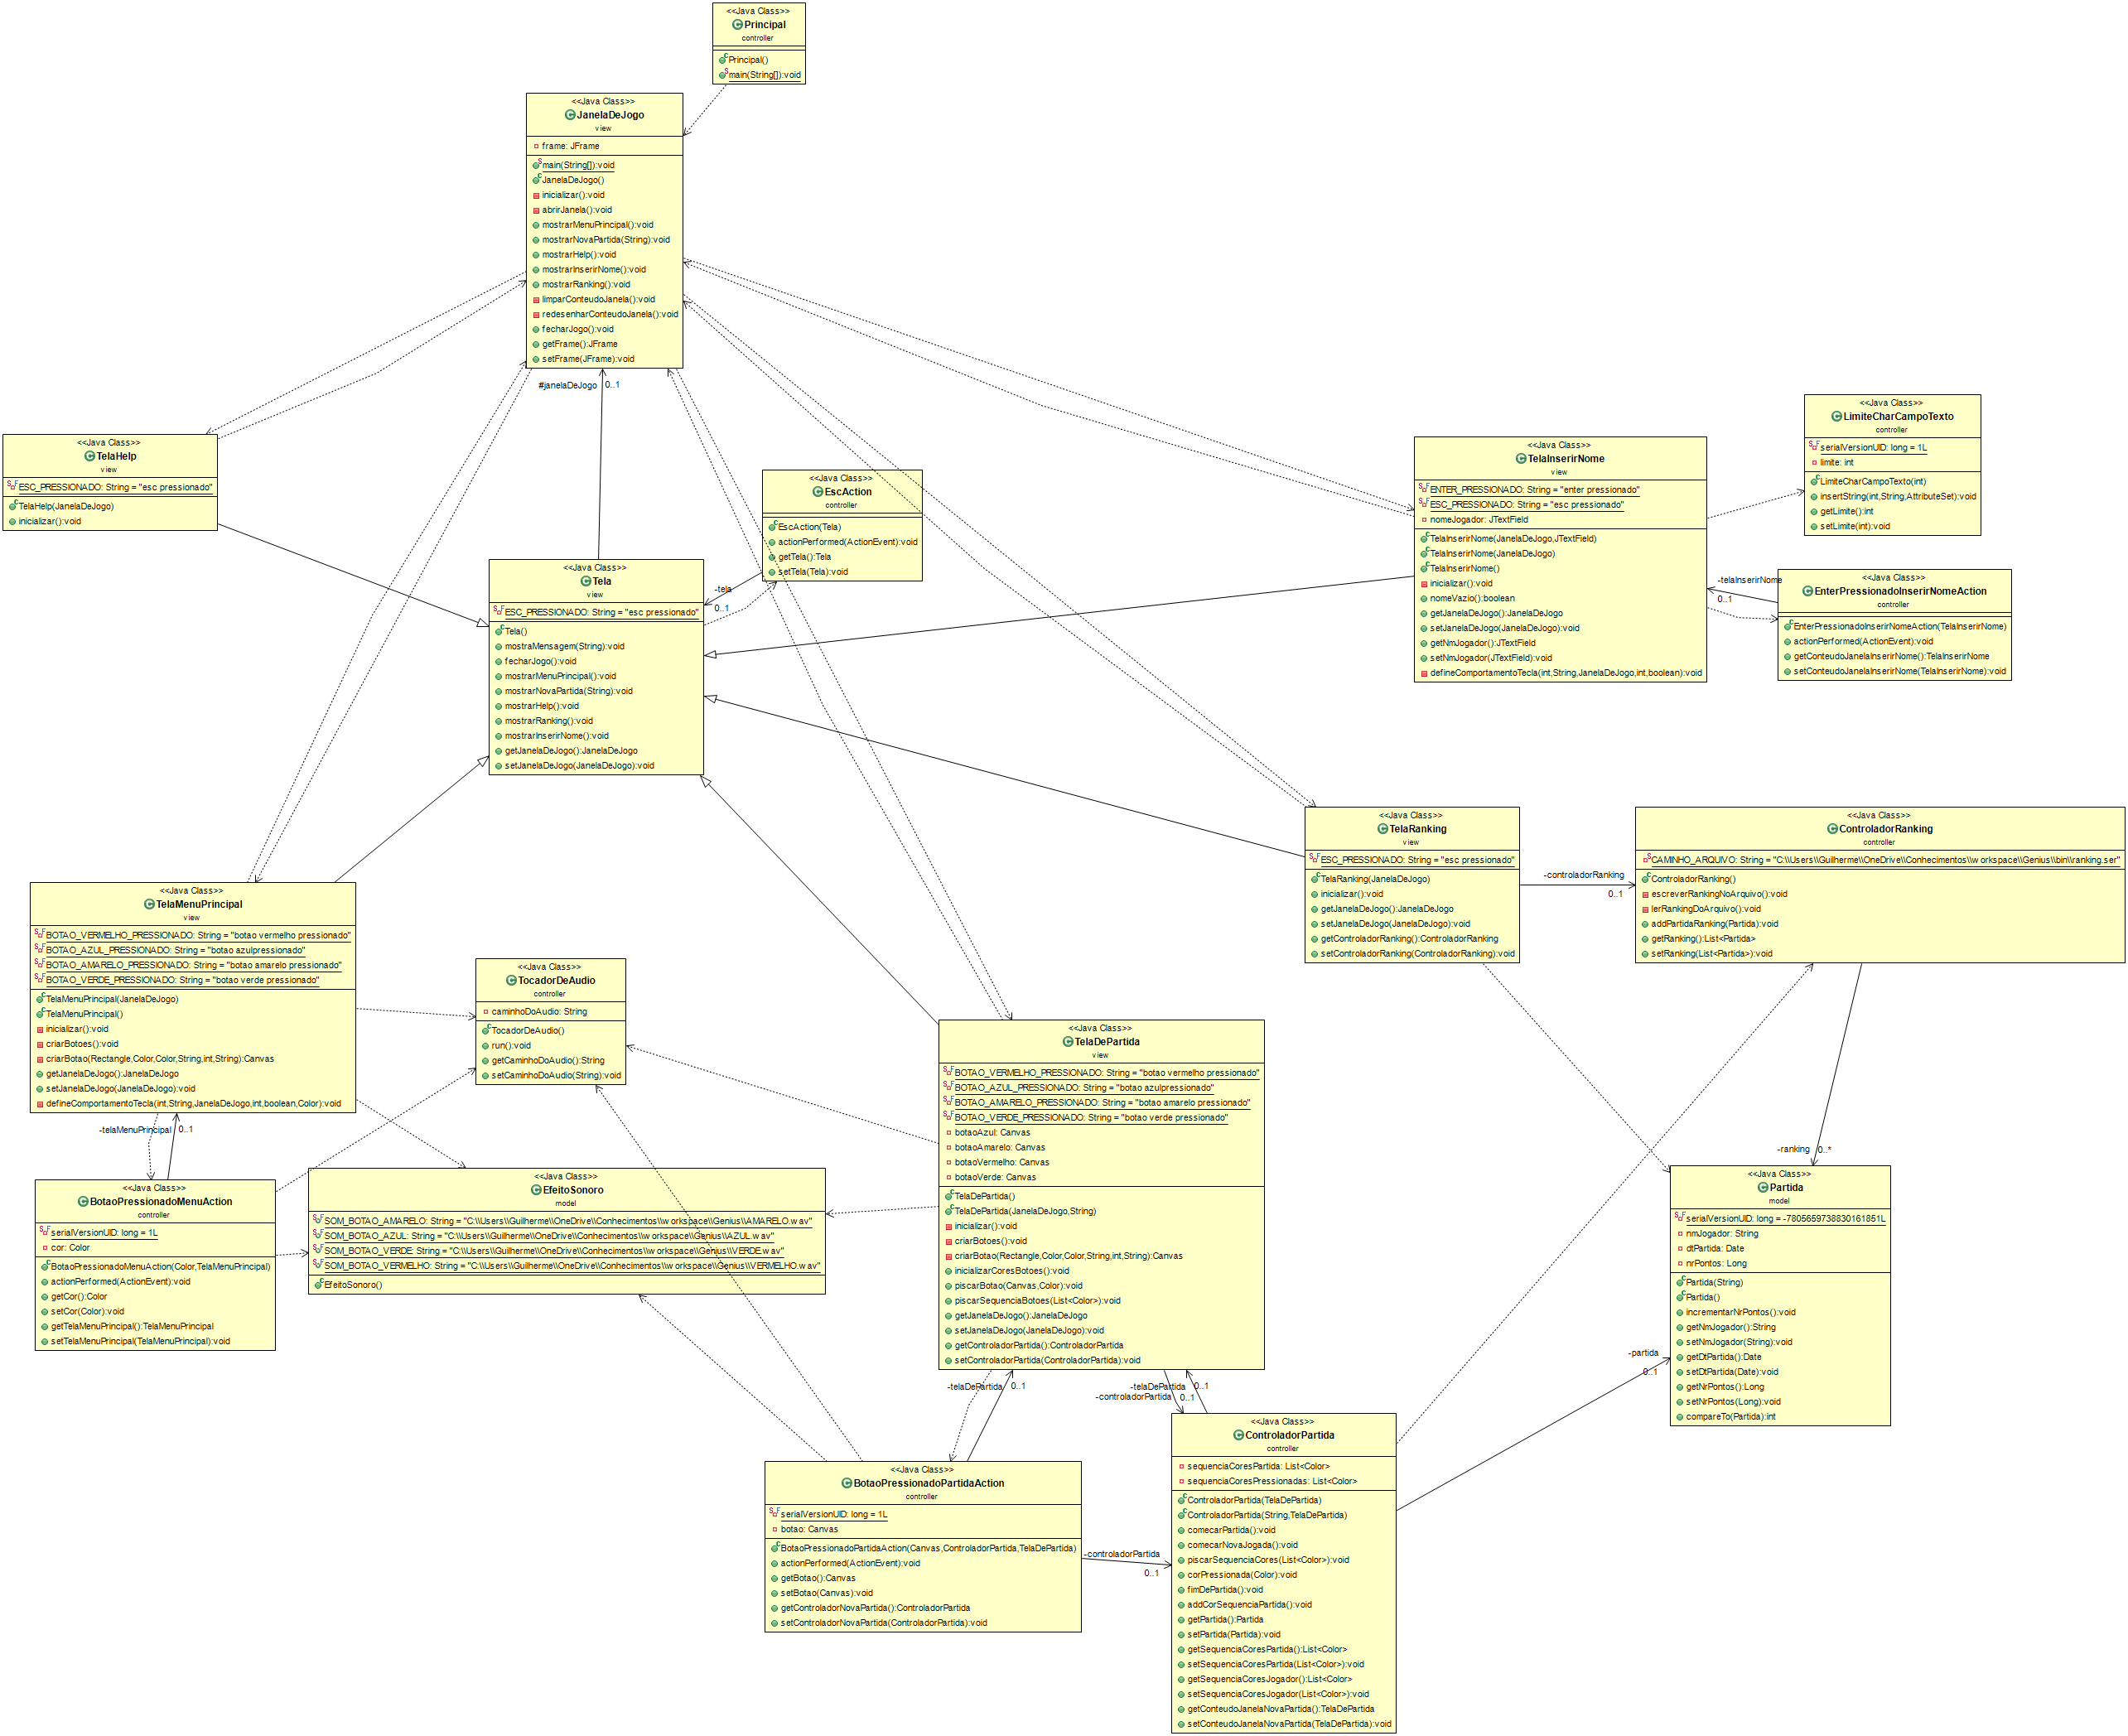 <<Java Class>>
Principal
controller
Principal()
main(String[]):void
<<Java Class>>
JanelaDeJogo
view
frame: JFrame
main(String[]):void
JanelaDeJogo()
inicializar():void
abrirJanela():void
mostrarMenuPrincipal():void
mostrarNovaPartida(String):void
mostrarHelp():void
mostrarInserirNome():void
mostrarRanking():void
limparConteudoJanela():void
redesenharConteudoJanela():void
fecharJogo():void
getFrame():JFrame
setFrame(JFrame):void
#janelaDeJogo
0..1
<<Java Class>>
TelaHelp
view
ESC_PRESSIONADO: String = "esc pressionado"
TelaHelp(JanelaDeJogo)
inicializar():void
<<Java Class>>
EscAction
controller
EscAction(Tela)
actionPerformed(ActionEvent):void
getTela():Tela
setTela(Tela):void
-tela
0..1
<<Java Class>>
Tela
view
ESC_PRESSIONADO: String = "esc pressionado"
Tela()
mostraMensagem(String):void
fecharJogo():void
mostrarMenuPrincipal():void
mostrarNovaPartida(String):void
mostrarHelp():void
mostrarRanking():void
mostrarInserirNome():void
getJanelaDeJogo():JanelaDeJogo
setJanelaDeJogo(JanelaDeJogo):void
<<Java Class>>
TelaInserirNome
view
ENTER_PRESSIONADO: String = "enter pressionado"
ESC_PRESSIONADO: String = "esc pressionado"
nomeJogador: JTextField
TelaInserirNome(JanelaDeJogo,JTextField)
TelaInserirNome(JanelaDeJogo)
TelaInserirNome()
inicializar():void
nomeVazio():boolean
getJanelaDeJogo():JanelaDeJogo
setJanelaDeJogo(JanelaDeJogo):void
getNmJogador():JTextField
setNmJogador(JTextField):void
defineComportamentoTecla(int,String,JanelaDeJogo,int,boolean):void
<<Java Class>>
LimiteCharCampoTexto
controller
serialVersionUID: long = 1L
limite: int
LimiteCharCampoTexto(int)
insertString(int,String,AttributeSet):void
getLimite():int
setLimite(int):void
-telaInserirNome
0..1
<<Java Class>>
EnterPressionadoInserirNomeAction
controller
EnterPressionadoInserirNomeAction(TelaInserirNome)
actionPerformed(ActionEvent):void
getConteudoJanelaInserirNome():TelaInserirNome
setConteudoJanelaInserirNome(TelaInserirNome):void
<<Java Class>>
TelaRanking
view
ESC_PRESSIONADO: String = "esc pressionado"
TelaRanking(JanelaDeJogo)
inicializar():void
getJanelaDeJogo():JanelaDeJogo
setJanelaDeJogo(JanelaDeJogo):void
getControladorRanking():ControladorRanking
setControladorRanking(ControladorRanking):void
-controladorRanking
0..1
<<Java Class>>
ControladorRanking
controller
CAMINHO_ARQUIVO: String = "C:\\Users\\Guilherme\\OneDrive\\Conhecimentos\\workspace\\Genius\\bin\\ranking.ser"
ControladorRanking()
escreverRankingNoArquivo():void
lerRankingDoArquivo():void
addPartidaRanking(Partida):void
getRanking():List<Partida>
setRanking(List<Partida>):void
<<Java Class>>
TelaMenuPrincipal
view
BOTAO_VERMELHO_PRESSIONADO: String = "botao vermelho pressionado"
BOTAO_AZUL_PRESSIONADO: String = "botao azulpressionado"
BOTAO_AMARELO_PRESSIONADO: String = "botao amarelo pressionado"
BOTAO_VERDE_PRESSIONADO: String = "botao verde pressionado"
TelaMenuPrincipal(JanelaDeJogo)
TelaMenuPrincipal()
inicializar():void
criarBotoes():void
criarBotao(Rectangle,Color,Color,String,int,String):Canvas
getJanelaDeJogo():JanelaDeJogo
setJanelaDeJogo(JanelaDeJogo):void
defineComportamentoTecla(int,String,JanelaDeJogo,int,boolean,Color):void
-telaMenuPrincipal
0..1
<<Java Class>>
TocadorDeAudio
controller
caminhoDoAudio: String
TocadorDeAudio()
run():void
getCaminhoDoAudio():String
setCaminhoDoAudio(String):void
<<Java Class>>
TelaDePartida
view
BOTAO_VERMELHO_PRESSIONADO: String = "botao vermelho pressionado"
BOTAO_AZUL_PRESSIONADO: String = "botao azulpressionado"
BOTAO_AMARELO_PRESSIONADO: String = "botao amarelo pressionado"
BOTAO_VERDE_PRESSIONADO: String = "botao verde pressionado"
botaoAzul: Canvas
botaoAmarelo: Canvas
botaoVermelho: Canvas
botaoVerde: Canvas
TelaDePartida()
TelaDePartida(JanelaDeJogo,String)
inicializar():void
criarBotoes():void
criarBotao(Rectangle,Color,Color,String,int,String):Canvas
inicializarCoresBotoes():void
piscarBotao(Canvas,Color):void
piscarSequenciaBotoes(List<Color>):void
getJanelaDeJogo():JanelaDeJogo
setJanelaDeJogo(JanelaDeJogo):void
getControladorPartida():ControladorPartida
setControladorPartida(ControladorPartida):void
<<Java Class>>
BotaoPressionadoMenuAction
controller
serialVersionUID: long = 1L
cor: Color
BotaoPressionadoMenuAction(Color,TelaMenuPrincipal)
actionPerformed(ActionEvent):void
getCor():Color
setCor(Color):void
getTelaMenuPrincipal():TelaMenuPrincipal
setTelaMenuPrincipal(TelaMenuPrincipal):void
<<Java Class>>
EfeitoSonoro
model
SOM_BOTAO_AMARELO: String = "C:\\Users\\Guilherme\\OneDrive\\Conhecimentos\\workspace\\Genius\\AMARELO.wav"
SOM_BOTAO_AZUL: String = "C:\\Users\\Guilherme\\OneDrive\\Conhecimentos\\workspace\\Genius\\AZUL.wav"
SOM_BOTAO_VERDE: String = "C:\\Users\\Guilherme\\OneDrive\\Conhecimentos\\workspace\\Genius\\VERDE.wav"
SOM_BOTAO_VERMELHO: String = "C:\\Users\\Guilherme\\OneDrive\\Conhecimentos\\workspace\\Genius\\VERMELHO.wav"
EfeitoSonoro()
-ranking
0..*
<<Java Class>>
Partida
model
serialVersionUID: long = -7805659738830161851L
nmJogador: String
dtPartida: Date
nrPontos: Long
Partida(String)
Partida()
incrementarNrPontos():void
getNmJogador():String
setNmJogador(String):void
getDtPartida():Date
setDtPartida(Date):void
getNrPontos():Long
setNrPontos(Long):void
compareTo(Partida):int
-partida
0..1
-telaDePartida
0..1
-telaDePartida
0..1
-controladorPartida
0..1
<<Java Class>>
BotaoPressionadoPartidaAction
controller
serialVersionUID: long = 1L
botao: Canvas
BotaoPressionadoPartidaAction(Canvas,ControladorPartida,TelaDePartida)
actionPerformed(ActionEvent):void
getBotao():Canvas
setBotao(Canvas):void
getControladorNovaPartida():ControladorPartida
setControladorNovaPartida(ControladorPartida):void
-controladorPartida
0..1
<<Java Class>>
ControladorPartida
controller
sequenciaCoresPartida: List<Color>
sequenciaCoresPressionadas: List<Color>
ControladorPartida(TelaDePartida)
ControladorPartida(String,TelaDePartida)
comecarPartida():void
comecarNovaJogada():void
piscarSequenciaCores(List<Color>):void
corPressionada(Color):void
fimDePartida():void
addCorSequenciaPartida():void
getPartida():Partida
setPartida(Partida):void
getSequenciaCoresPartida():List<Color>
setSequenciaCoresPartida(List<Color>):void
getSequenciaCoresJogador():List<Color>
setSequenciaCoresJogador(List<Color>):void
getConteudoJanelaNovaPartida():TelaDePartida
setConteudoJanelaNovaPartida(TelaDePartida):void